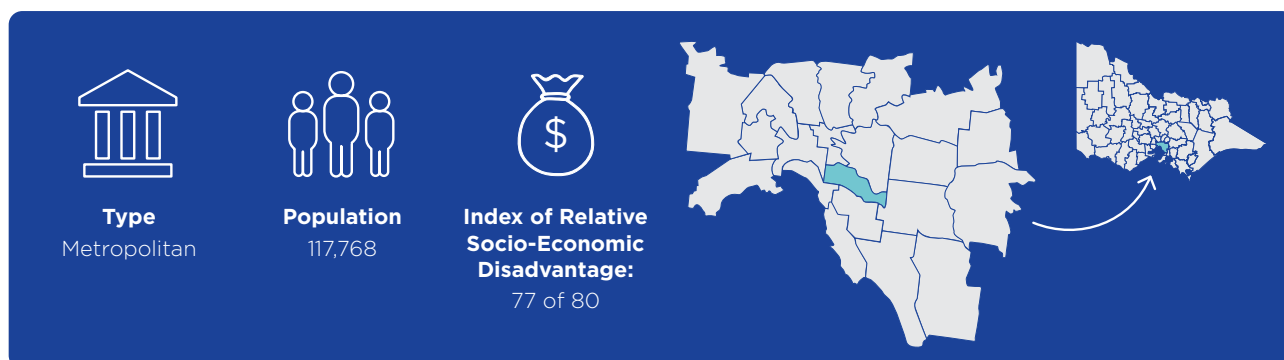 $
Type
Metropolitan
Population
117,768
Index of Relative
Socio-Economic
Disadvantage:
77 of 80